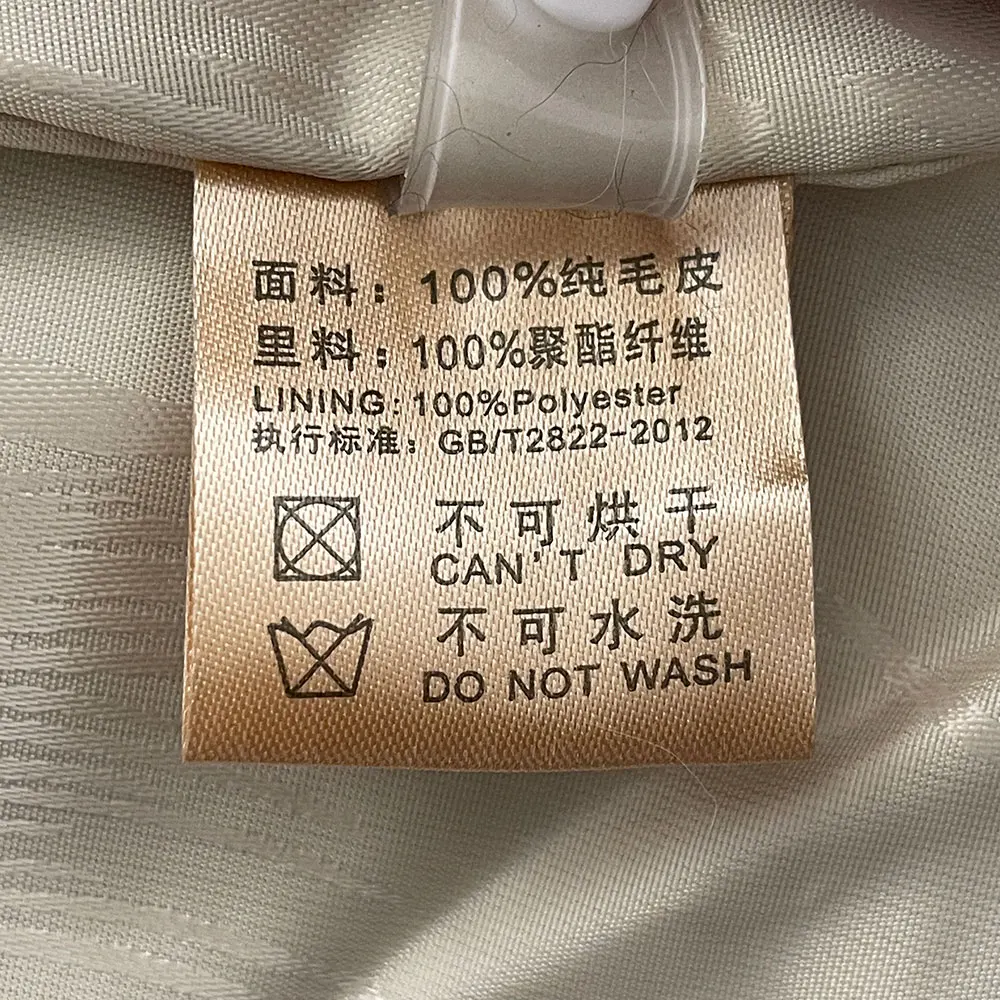 面料：100%纯毛皮
里料：100%聚酯纤维
LINING: 100%Polyester
执行标准：GB/T2822-2012
不可烘干
CAN'T DRY
不可水洗
DO NOT WASH